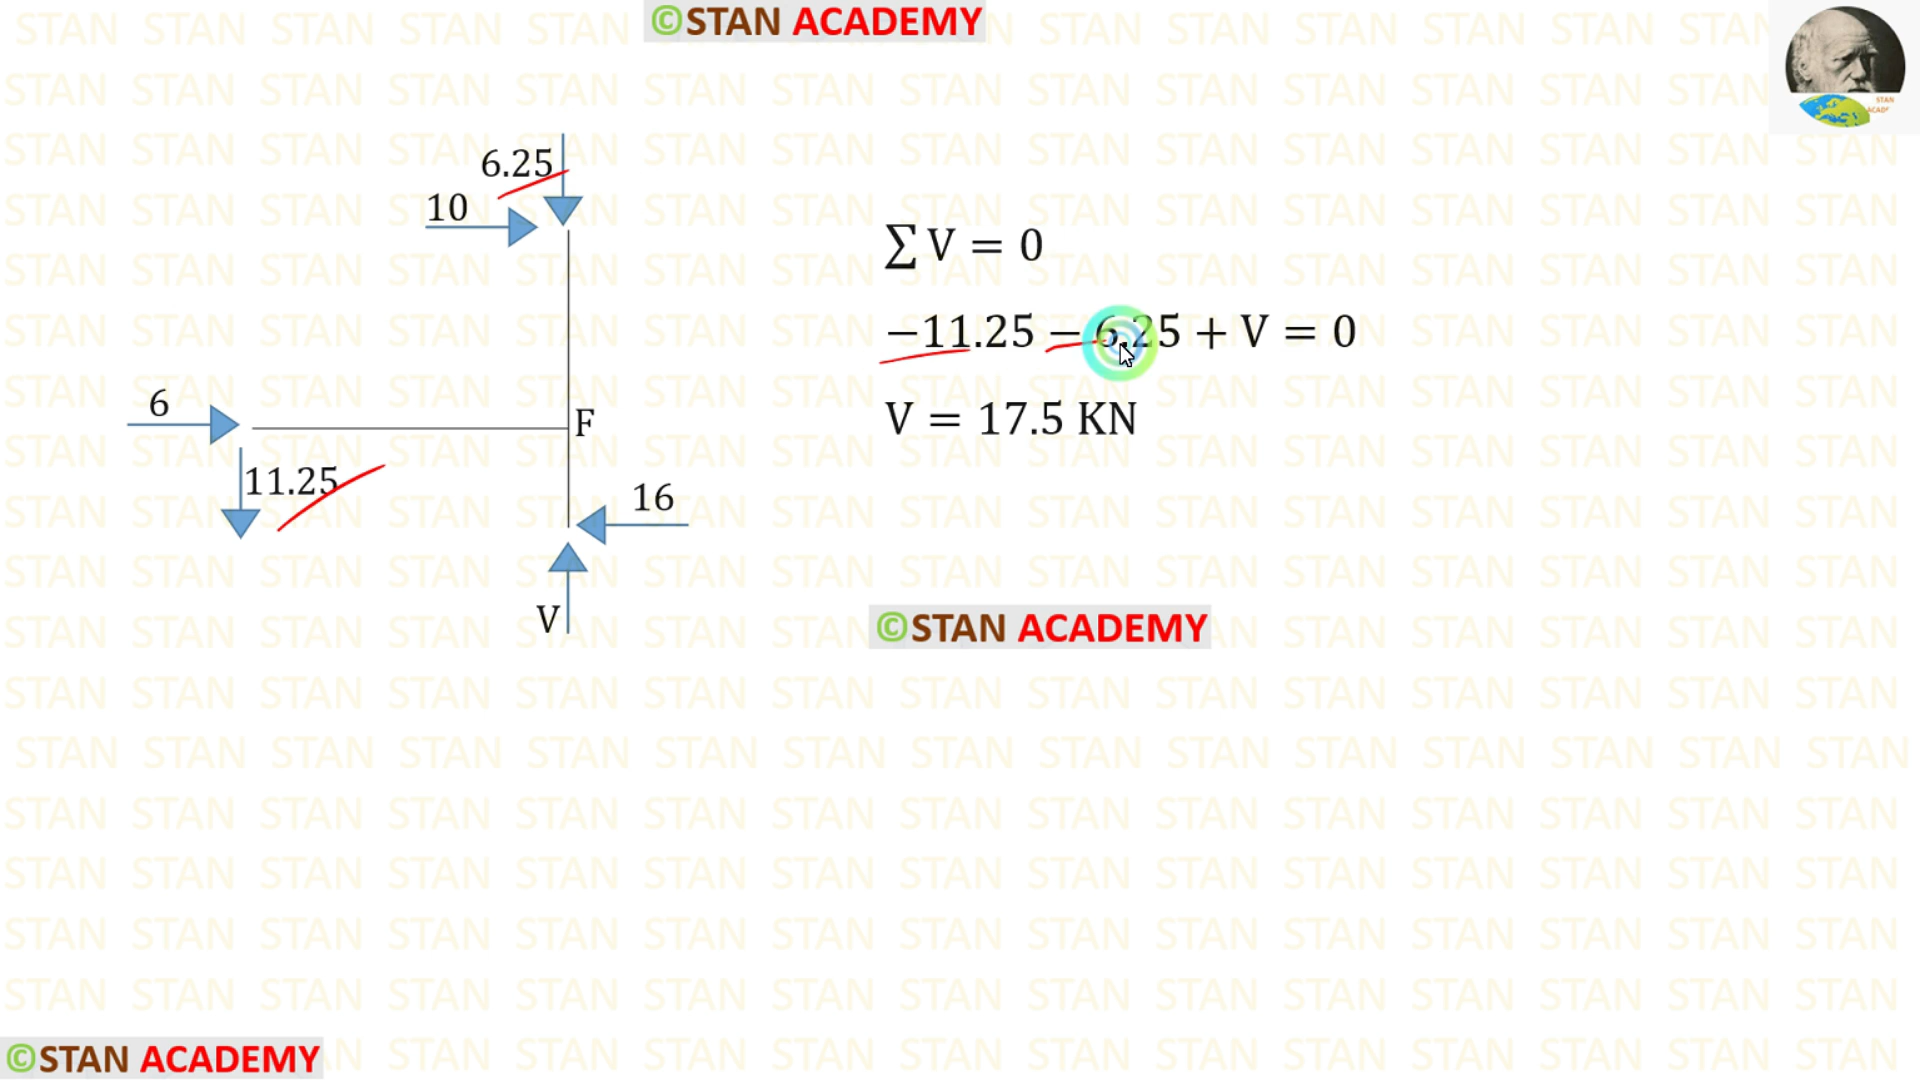 ©STAN ACADEMY
6.25
10
∑ V = 0
−11.25 − 6.25 + V = 0
6
F
V = 17.5 KN
11.25
16
V
©STAN ACADEMY
©STAN ACADEMY